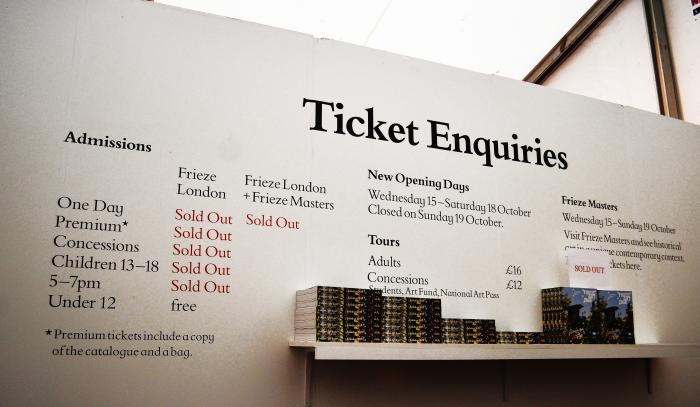 Ticket Enquiries
Admissions
Frieze
London
Frieze London
+Frieze Masters
One Day
Sold Out
Sold Out
Premium*
Sold Out
Concessions
Sold Out
Children 13–18
Sold Out
5–7pm
Sold Out
Under 12
free
*Premium tickets include a copy
of the catalogue and a bag.
New Opening Days
Wednesday 15–Saturday 18 October
Closed on Sunday 19 October.
Tours
Adults
£16
Concessions
£12
Students, Art Fund, National Art Pass
Frieze Masters
Wednesday 15–Sunday 19 October
Visit Frieze Masters and see historical
art in a unique contemporary context.
here.
SOLD OUT